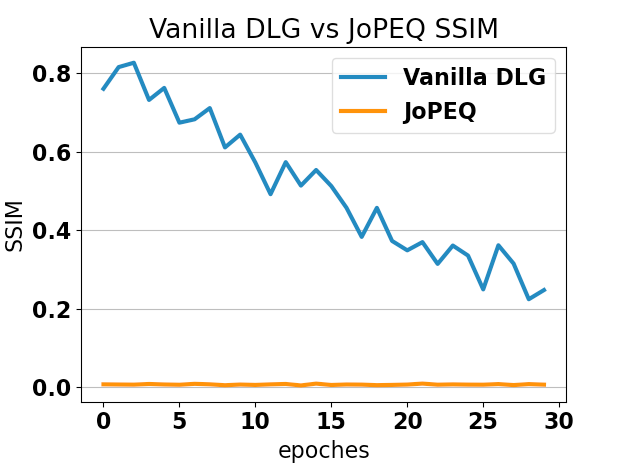 Vanilla DLG vs JoPEQ SSIM
Vanilla DLG
JoPEQ
SSIM
0.8
0.6
0.4
0.2
0.0
0 5 10 15 20 25 30
epoches